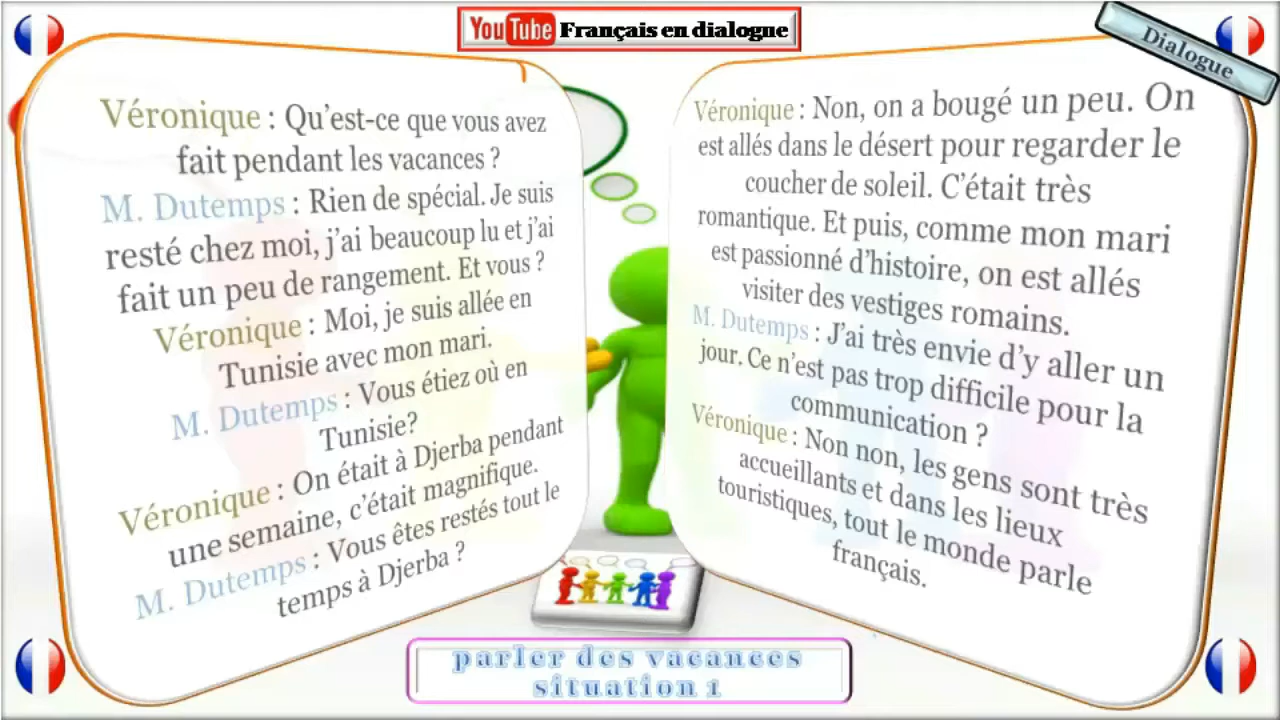 YouTube Français en dialogue
Dialogue
Véronique : Qu'est-ce que vous avez
fait pendant les vacances ?
M. Dutemps : Rien de spécial. Je suis
resté chez moi, j'ai beaucoup lu et j'ai
fait un peu de rangement. Et vous ?
Véronique : Moi, je suis allée en
Tunisie avec mon mari.
M. Dutemps : Vous étiez où en
Tunisie?
Véronique : On était à Djerba pendant
une semaine, c'était magnifique.
M. Dutemps : Vous êtes restés tout le
temps à Djerba ?
Véronique : Non, on a bougé un peu. On
est allés dans le désert pour regarder le
coucher de soleil. C'était très
romantique. Et puis, comme mon mari
est passionné d'histoire, on est allés
visiter des vestiges romains.
M. Dutemps : J'ai très envie d'y aller un
jour. Ce n'est pas trop difficile pour la
communication ?
Véronique : Non non, les gens sont très
accueillants et dans les lieux
touristiques, tout le monde parle
français.
parler des vacances
situation 1